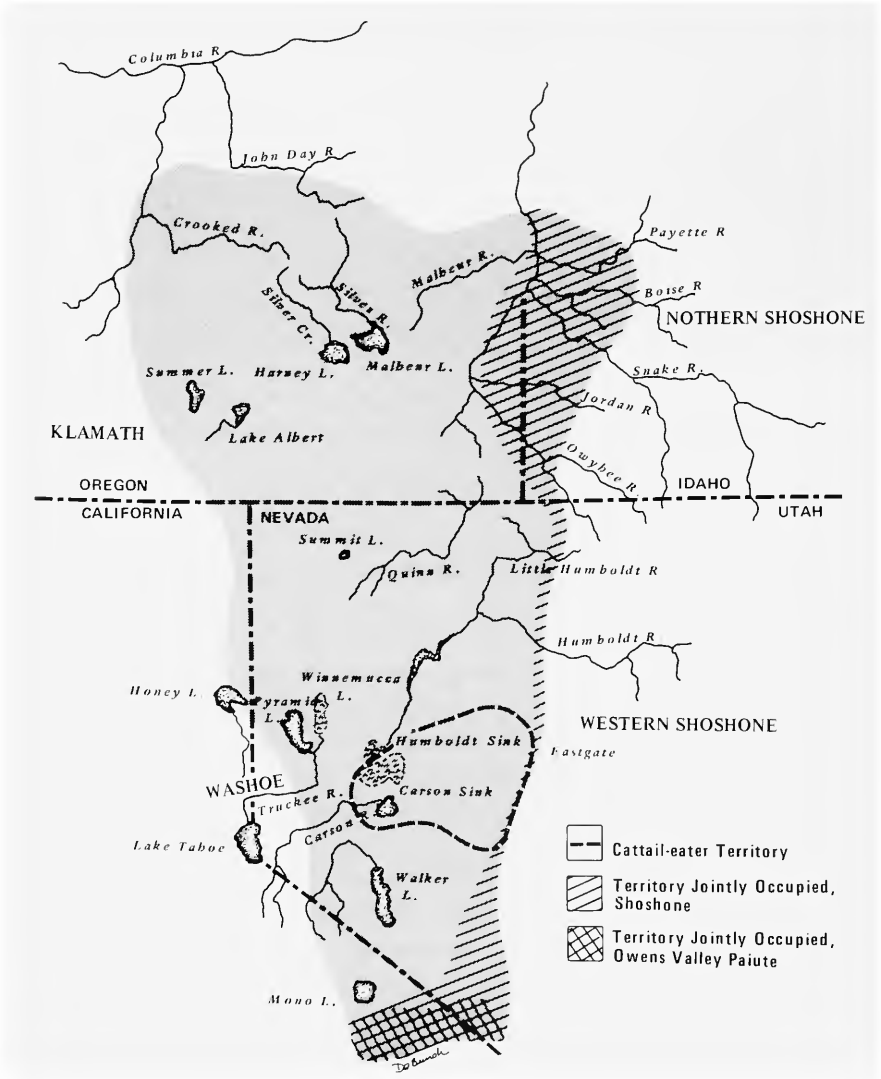 Columbia R
John Day R
Crooked R.
Payette R
Malheur R.
Silvies R.
Boise R
Silver Cr.
NOTHERN SHOSHONE
Summer L.
Harney L.
Malheur L.
Snake R.
Jordan R
Lake Albert
KLAMATH
Owyhee R.
OREGON
IDAHO
CALIFORNIA
NEVADA
UTAH
Summit L.
Quinn R.
Little Humboldt R
Humboldt R
Winnemucca
L.
Honey L.
Pyramid
L.
WESTERN SHOSHONE
Humboldt Sink
Eastgate
WASHOE
Truckee R.
Carson Sink
Carson R.
Lake Tahoe
Cattail-eater Territory
Walker
L.
Territory Jointly Occupied,
Shoshone
Territory Jointly Occupied,
Owens Valley Paiute
Mono L.